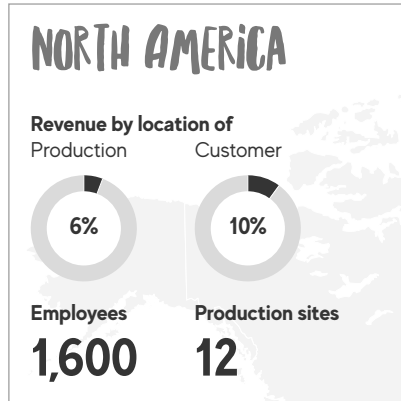 NORTH AMERiCA
Revenue by location of
Production Customer
6% 10%
Employees Production sites
1,600 12